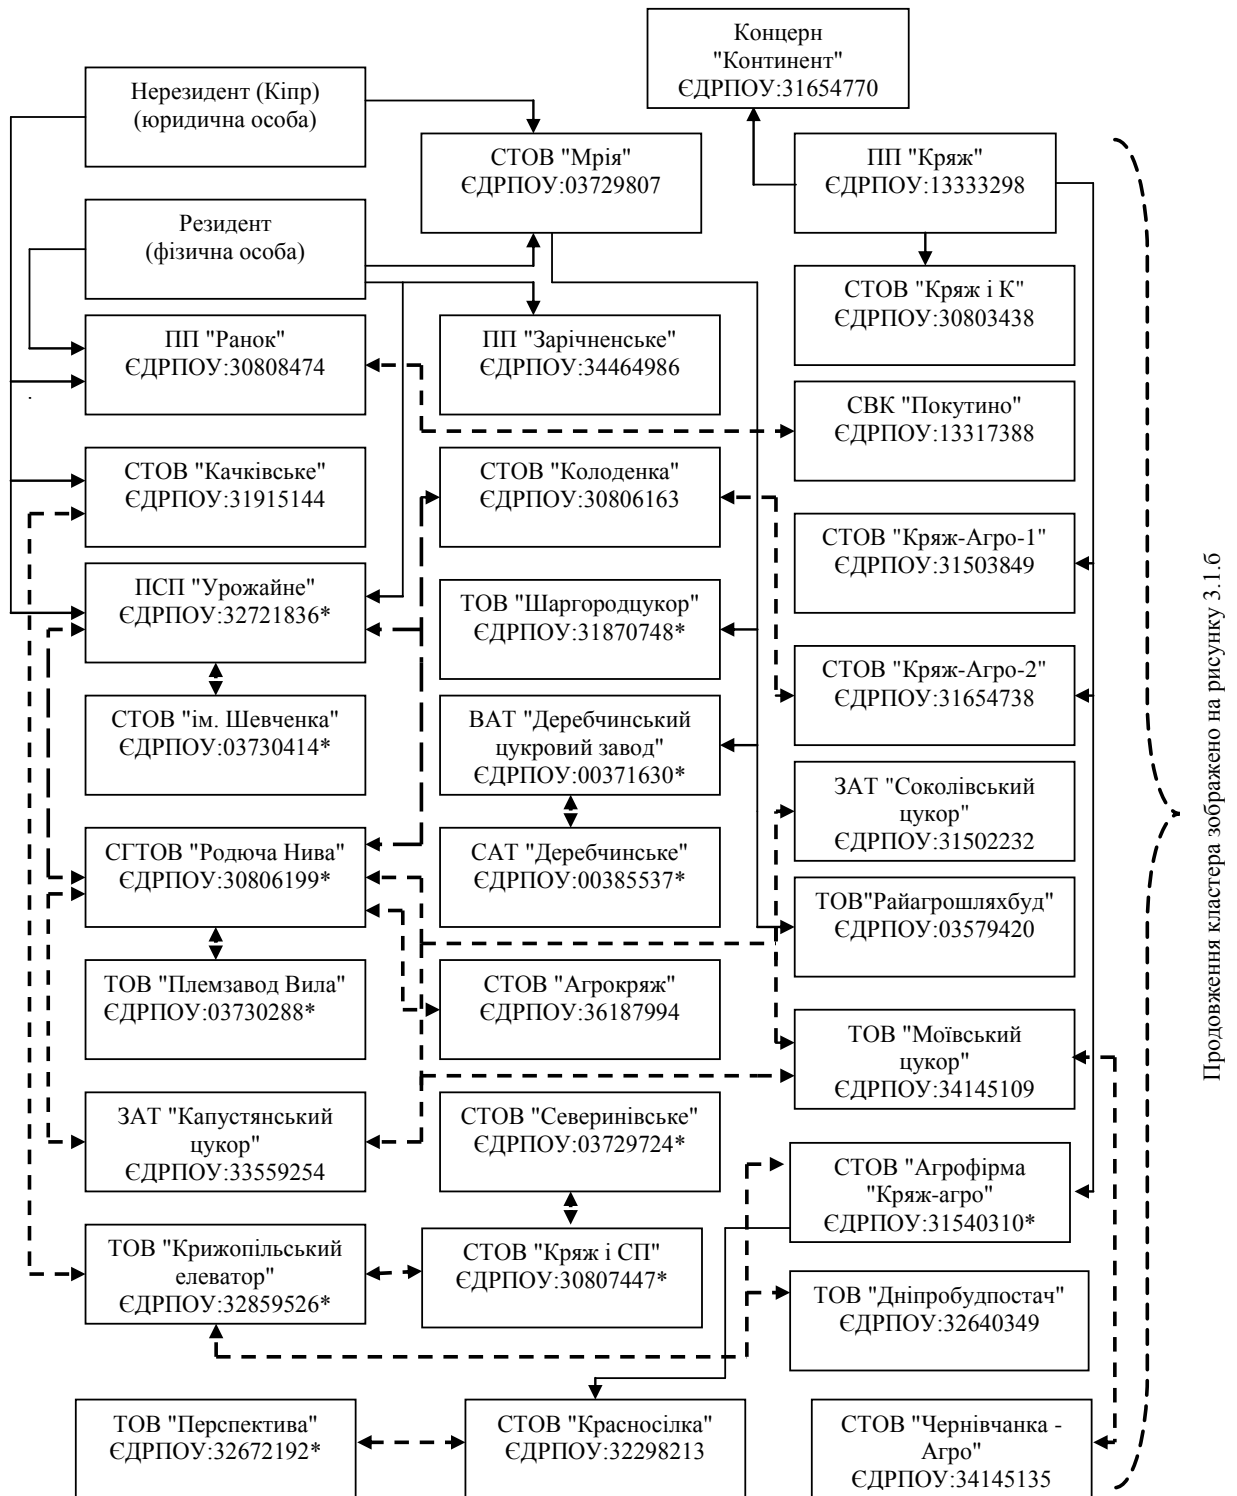 Концерн
"Континент"
ЄДРПОУ:31654770
Нерезидент (Кіпр)
(юридична особа)
СТОВ "Мрія"
ЄДРПОУ:03729807
ПП "Кряж"
ЄДРПОУ:13333298
Резидент
(фізична особа)
СТОВ "Кряж і К"
ЄДРПОУ:30803438
ПП "Ранок"
ЄДРПОУ:30808474
ПП "Зарічненське"
ЄДРПОУ:34464986
СВК "Покутино"
ЄДРПОУ:13317388
СТОВ "Качківське"
ЄДРПОУ:31915144
СТОВ "Колоденка"
ЄДРПОУ:30806163
СТОВ "Кряж-Агро-1"
ЄДРПОУ:31503849
ПСП "Урожайне"
ЄДРПОУ:32721836*
ТОВ "Шаргородцукор"
ЄДРПОУ:31870748*
СТОВ "Кряж-Агро-2"
ЄДРПОУ:31654738
СТОВ "ім. Шевченка"
ЄДРПОУ:03730414*
ВАТ "Деребчинський
цукровий завод"
ЄДРПОУ:00371630*
ЗАТ "Соколівський
цукор"
ЄДРПОУ:31502232
СГТОВ "Родюча Нива"
ЄДРПОУ:30806199*
САТ "Деребчинське"
ЄДРПОУ:00385537*
ТОВ"Райагрошляхбуд"
ЄДРПОУ:03579420
ТОВ "Племзавод Вила"
ЄДРПОУ:03730288*
СТОВ "Агрокряж"
ЄДРПОУ:36187994
ТОВ "Моївський
цукор"
ЄДРПОУ:34145109
ЗАТ "Капустянський
цукор"
ЄДРПОУ:33559254
СТОВ "Северинівське"
ЄДРПОУ:03729724*
СТОВ "Агрофірма
"Кряж-агро"
ЄДРПОУ:31540310*
ТОВ "Крижопільський
елеватор"
ЄДРПОУ:32859526*
СТОВ "Кряж і СП"
ЄДРПОУ:30807447*
ТОВ "Дніпробудпостач"
ЄДРПОУ:32640349
ТОВ "Перспектива"
ЄДРПОУ:32672192*
СТОВ "Красносілка"
ЄДРПОУ:32298213
СТОВ "Чернівчанка -
Агро"
ЄДРПОУ:34145135
Продовження кластера зображено на рисунку 3.1.б